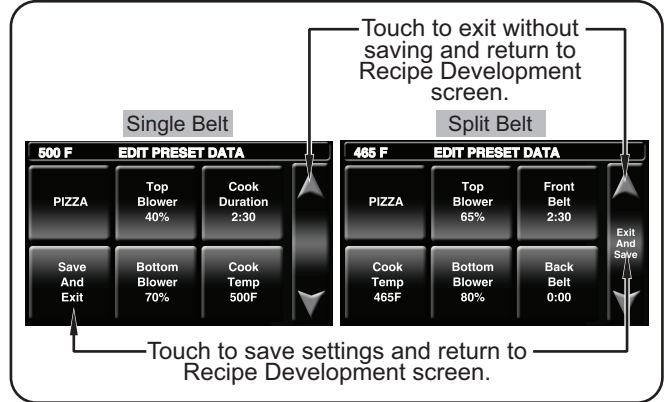 Touch to exit without
saving and return to
Recipe Development
screen.
Single Belt
500 F EDIT PRESET DATA
PIZZA
Top
Blower
40%
Cook
Duration
2:30
Save
And
Exit
Bottom
Blower
70%
Cook
Temp
500F
Split Belt
465 F EDIT PRESET DATA
PIZZA
Top
Blower
65%
Front
Belt
2:30
Exit
And
Save
Cook
Temp
465F
Bottom
Blower
80%
Back
Belt
0:00
Touch to save settings and return to
Recipe Development screen.